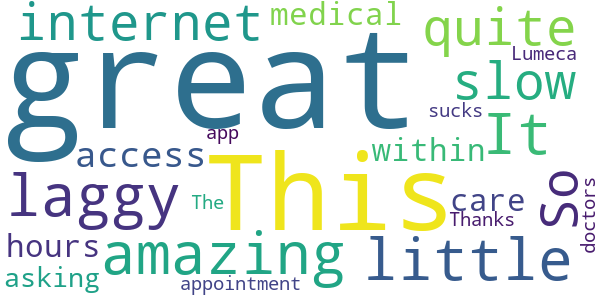 internet medical quite
great Lumeca
slow
sucks
app It
access within
laggy The This care So
Thanks doctors
hours amazing little
asking appointment